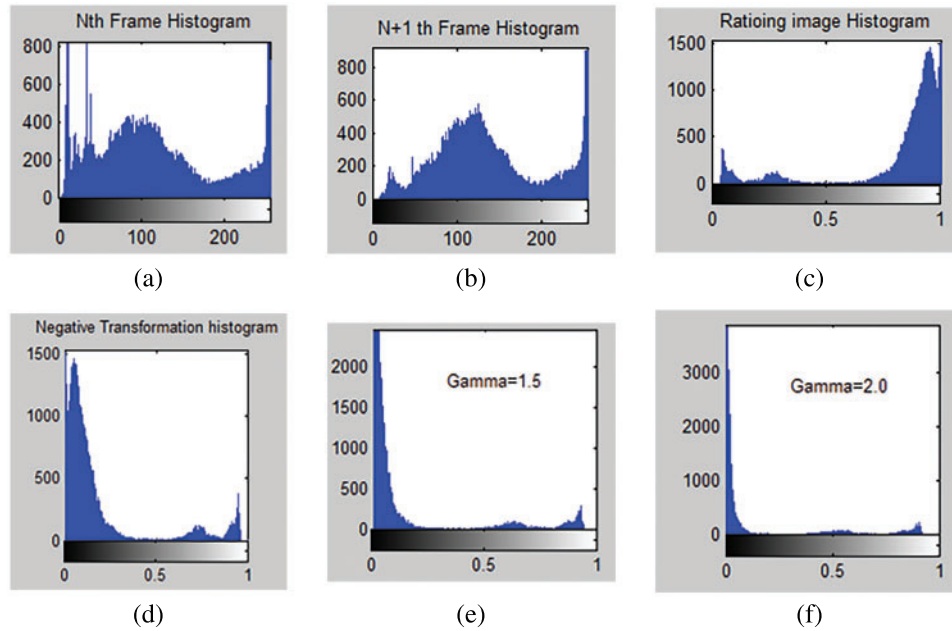 Nth Frame Histogram
800
600
400
200
0
0 100 200
(a)
N+1 th Frame Histogram
800
600
400
200
0
0 100 200
(b)
Ratioing image Histogram
1500
1000
500
0
0 0.5 1
(c)
Negative Transformation histogram
1500
1000
500
0
0 0.5 1
(d)
Gamma=1.5
2000
1500
1000
500
0
0 0.5 1
(e)
Gamma=2.0
3000
2000
1000
0
0 0.5 1
(f)